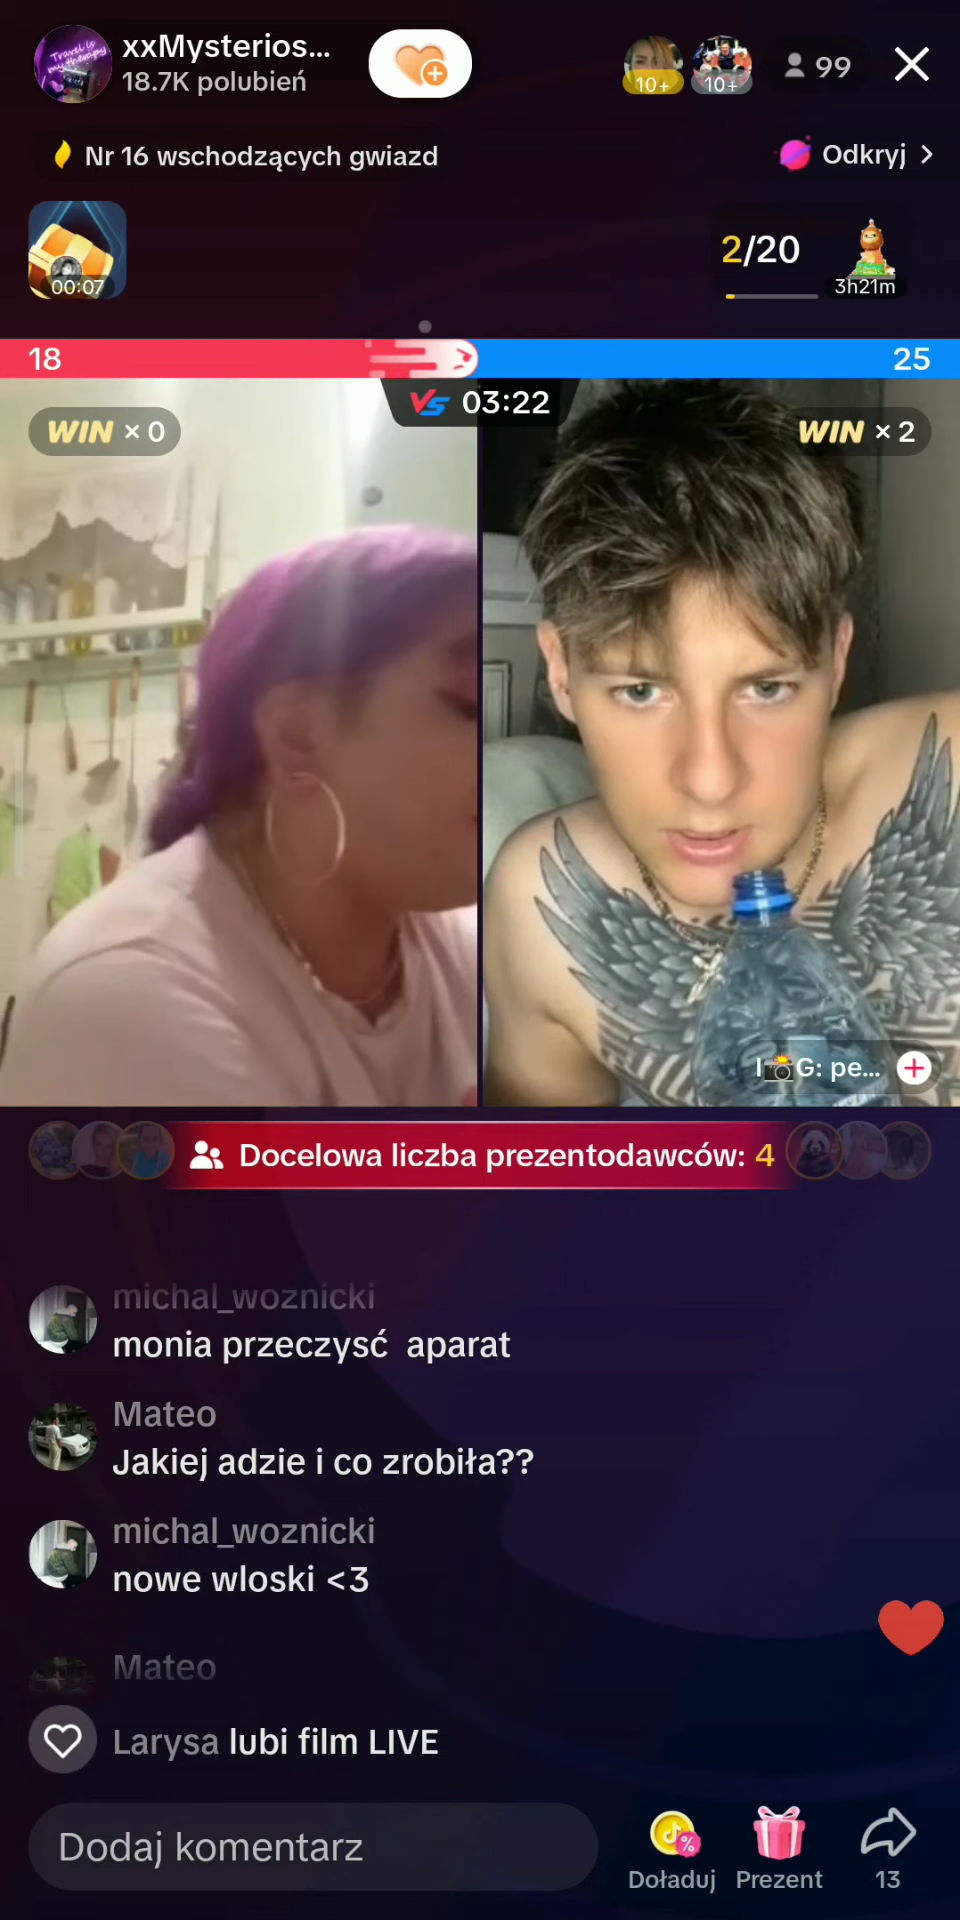 xxMysterios...
18.7K polubień
10+
10+
99
Nr 16 wschodzących gwiazd
Odkryj
00:07
2/20
3h21m
18
25
VS 03:22
WIN × 0
WIN × 2
I📸G: pe...
Docelowa liczba prezentodawców: 4
michal_woznicki
monia przeczysć  aparat
Mateo
Jakiej adzie i co zrobiła??
michal_woznicki
nowe wloski <3
Mateo
Larysa lubi film LIVE
Dodaj komentarz
Doładuj
Prezent
13